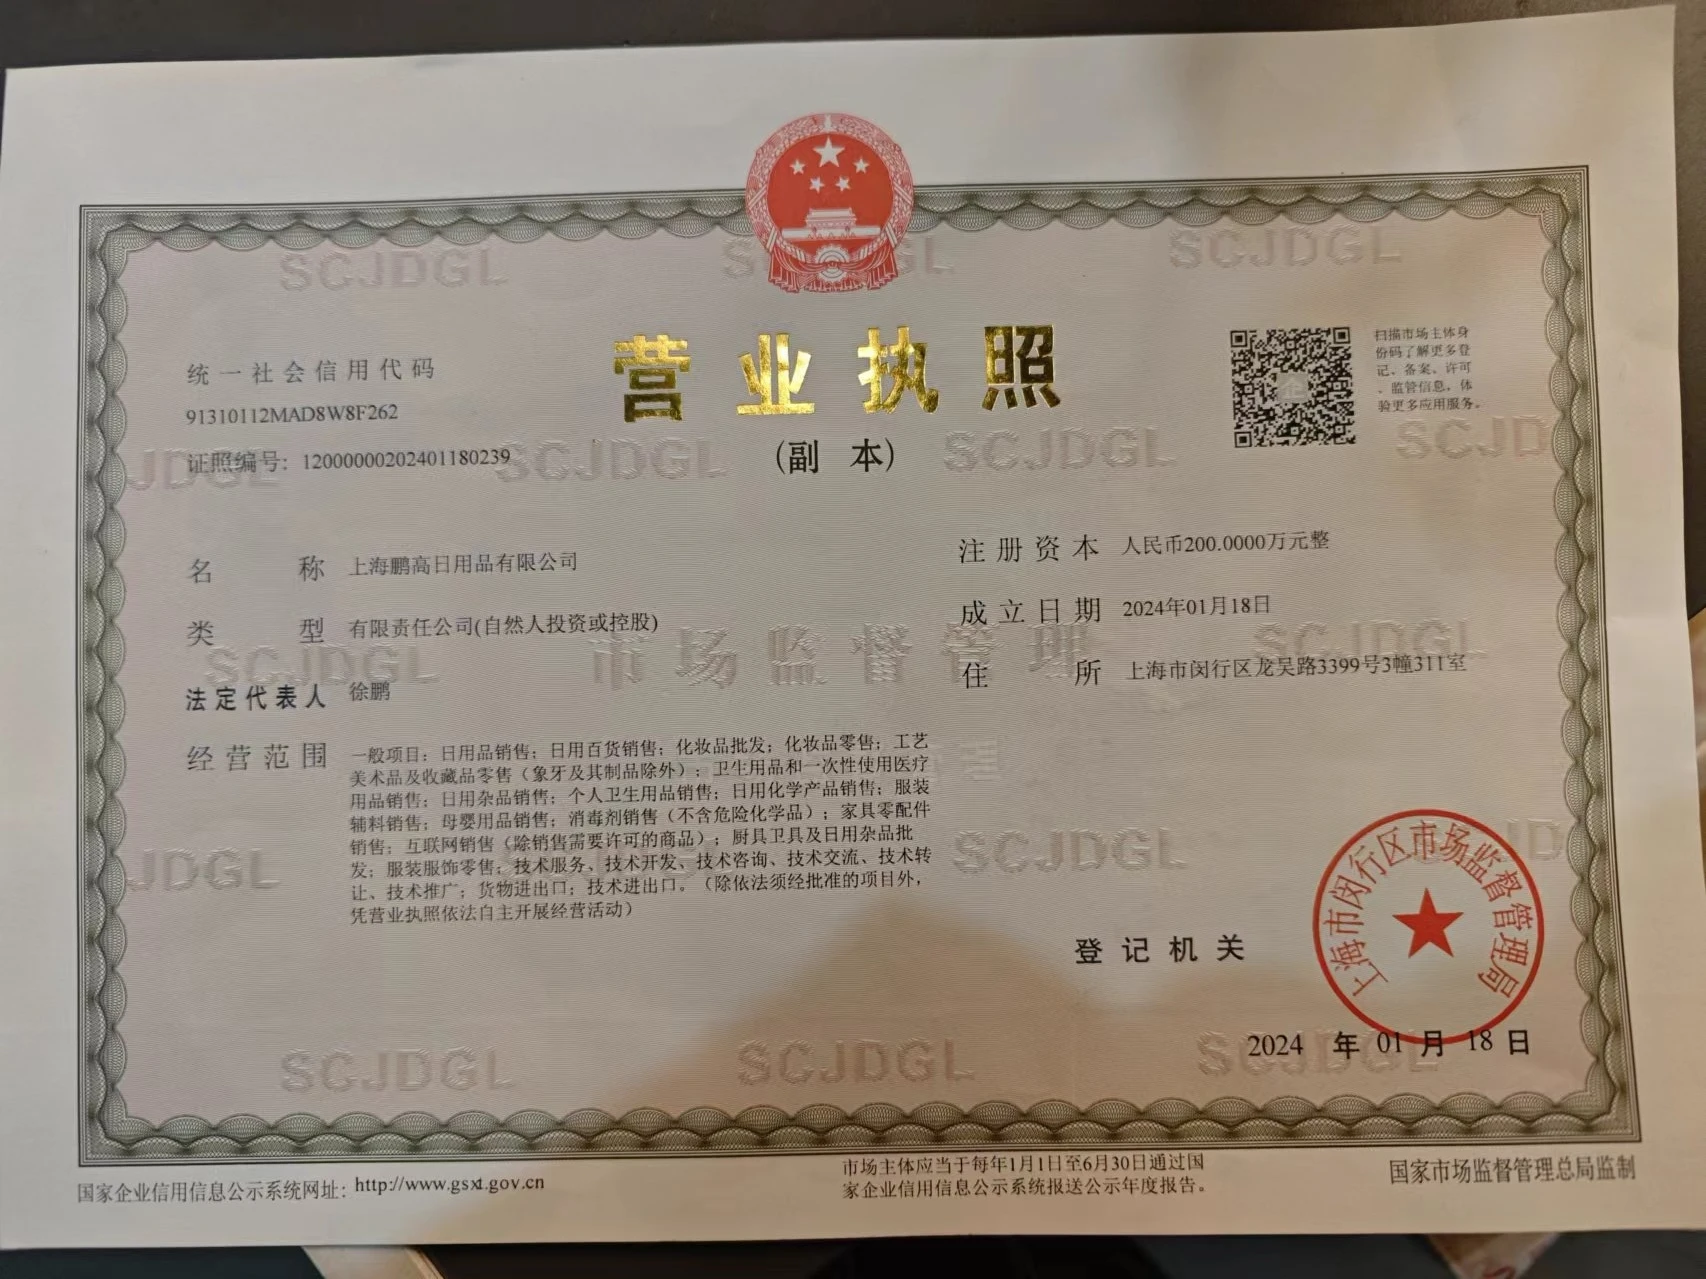 营业执照
(副 本)
统一社会信用代码
91310112MAD8W8F262
证照编号: 12000000202401180239
扫描市场主体身
份码了解更多登
记、备案、许可
、监管信息,体
验更多应用服务。
名 称 上海鹏高日用品有限公司
类 型 有限责任公司(自然人投资或控股)
法定代表人 徐鹏
经营范围 一般项目:日用品销售;日用百货销售;化妆品批发;化妆品零售;工艺
美术品及收藏品零售(象牙及其制品除外);卫生用品和一次性使用医疗
用品销售;日用杂品销售;个人卫生用品销售;日用化学产品销售;服装
辅料销售;母婴用品销售;消毒剂销售(不含危险化学品);家具零配件
销售;互联网销售(除销售需要许可的商品);厨具卫具及日用杂品批
发;服装服饰零售;技术服务、技术开发、技术咨询、技术交流、技术转
让、技术推广;货物进出口;技术进出口。(除依法须经批准的项目外,
凭营业执照依法自主开展经营活动)
注册资本 人民币200.0000万元整
成立日期 2024年01月18日
住 所 上海市闵行区龙吴路3399号3幢311室
登记机关
上海市闵行区市场监督管理局
2024 年 01 月 18 日
SCJDGL
市场监督管理
国家企业信用信息公示系统网址: http://www.gsxt.gov.cn
市场主体应当于每年1月1日至6月30日通过国
家企业信用信息公示系统报送公示年度报告。
国家市场监督管理总局监制